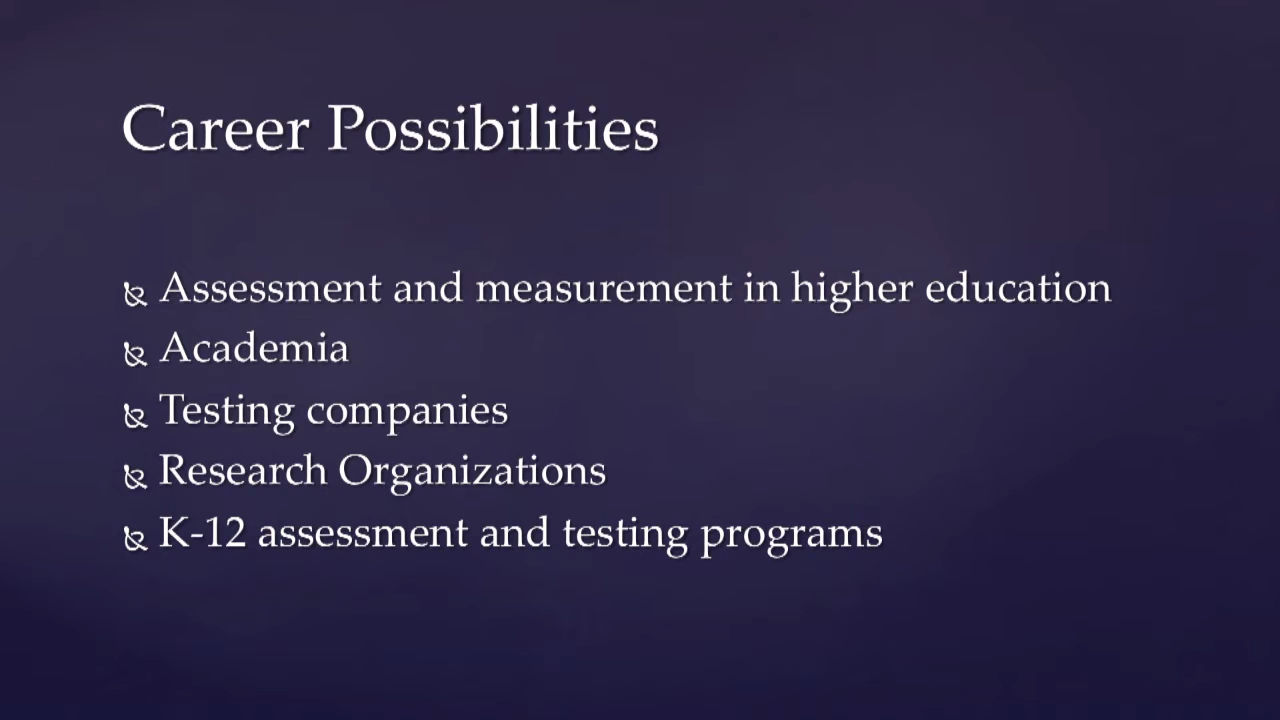 Career Possibilities
Assessment and measurement in higher education
Academia
Testing companies
Research Organizations
K-12 assessment and testing programs